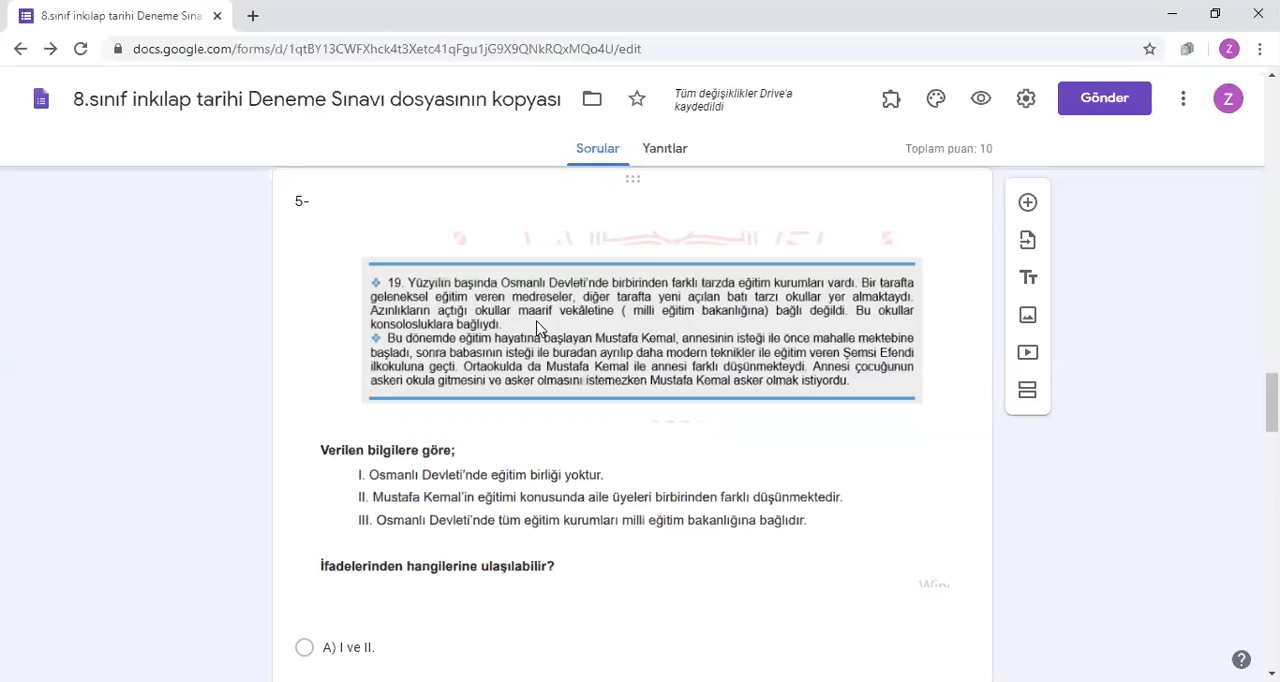 8.sınıf inkılap tarihi Deneme Sına
docs.google.com/forms/d/1qtBY13CWFXhck4t3Xetc41qFgu1jG9X9QNkRQxMQo4U/edit
Z
8.sınıf inkılap tarihi Deneme Sınavı dosyasının kopyası
Tüm değişiklikler Drive'a
kaydedildi
Gönder
Z
Sorular
Yanıtlar
Toplam puan: 10
5-
❖ 19. Yüzyılın başında Osmanlı Devleti'nde birbirinden farklı tarzda eğitim kurumları vardı. Bir tarafta
geleneksel eğitim veren medreseler, diğer tarafta yeni açılan batı tarzı okullar yer almaktaydı.
Azınlıkların açtığı okullar maarif vekâletine ( milli eğitim bakanlığına) bağlı değildi. Bu okullar
konsolosluklara bağlıydı.
❖ Bu dönemde eğitim hayatına başlayan Mustafa Kemal, annesinin isteği ile önce mahalle mektebine
başladı, sonra babasının isteği ile buradan ayrılıp daha modern teknikler ile eğitim veren Şemsi Efendi
ilkokuluna geçti. Ortaokulda da Mustafa Kemal ile annesi farklı düşünmekteydi. Annesi çocuğunun
askeri okula gitmesini ve asker olmasını istemezken Mustafa Kemal asker olmak istiyordu.
Verilen bilgilere göre;
I. Osmanlı Devleti'nde eğitim birliği yoktur.
II. Mustafa Kemal'in eğitimi konusunda aile üyeleri birbirinden farklı düşünmektedir.
III. Osmanlı Devleti'nde tüm eğitim kurumları milli eğitim bakanlığına bağlıdır.
İfadelerinden hangilerine ulaşılabilir?
A) I ve II.